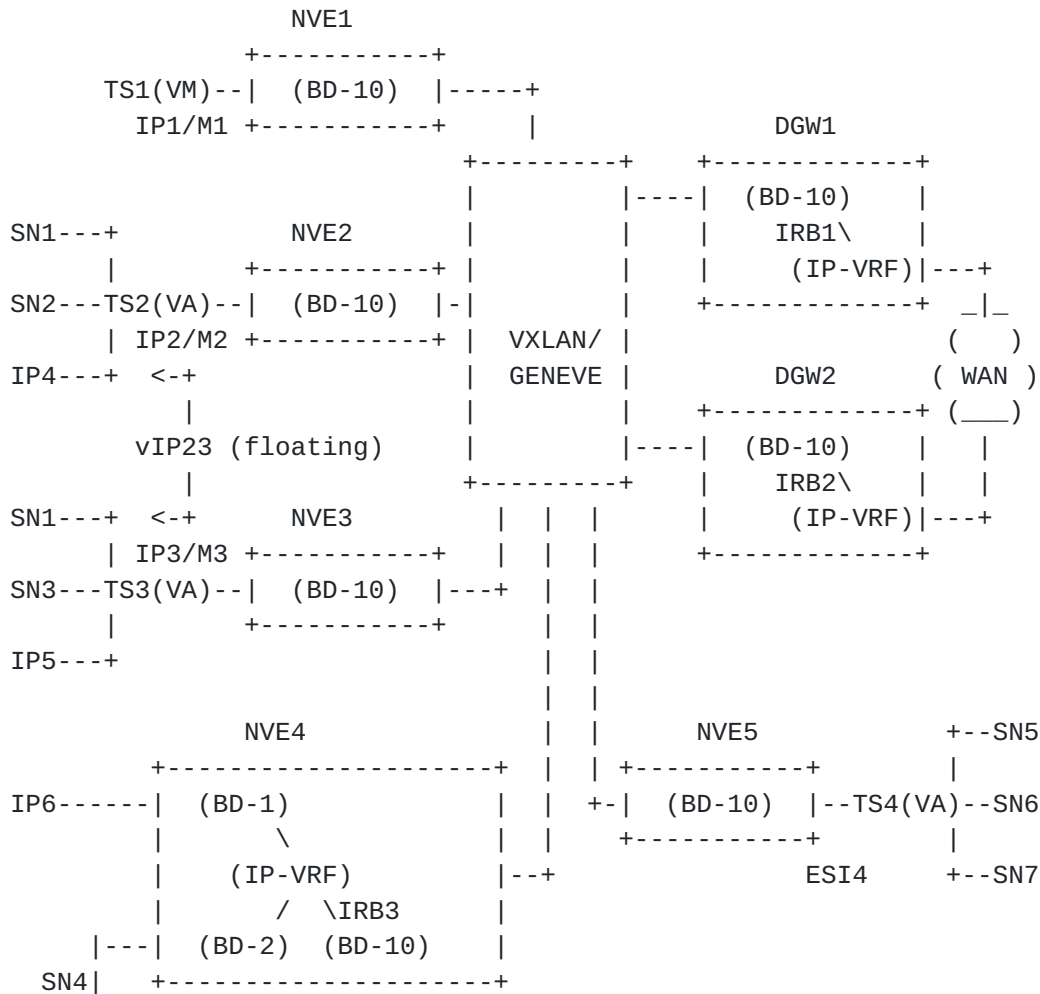 NVE1
               +-----------+
      TS1(VM)--|  (BD-10)  |-----+
        IP1/M1 +-----------+     |               DGW1
                             +---------+    +-------------+
                             |         |----|  (BD-10)    |
SN1---+           NVE2       |         |    |    IRB1\    |
      |        +-----------+ |         |    |     (IP-VRF)|---+
SN2---TS2(VA)--|  (BD-10)  |-|         |    +-------------+  _|_
      | IP2/M2 +-----------+ |  VXLAN/ |                    (   )
IP4---+  <-+                 |  GENEVE |         DGW2      ( WAN )
           |                 |         |    +-------------+ (___)
        vIP23 (floating)     |         |----|  (BD-10)    |   |
           |                 +---------+    |    IRB2\    |   |
SN1---+  <-+      NVE3         |  |  |      |     (IP-VRF)|---+
      | IP3/M3 +-----------+   |  |  |      +-------------+
SN3---TS3(VA)--|  (BD-10)  |---+  |  |
      |        +-----------+      |  |
IP5---+                           |  |
                                  |  |
               NVE4               |  |      NVE5            +--SN5
         +---------------------+  |  | +-----------+        |
IP6------|  (BD-1)             |  |  +-|  (BD-10)  |--TS4(VA)--SN6
         |       \             |  |    +-----------+        |
         |    (IP-VRF)         |--+                ESI4     +--SN7
         |       /  \IRB3      |
     |---|  (BD-2)  (BD-10)    |
  SN4|   +---------------------+